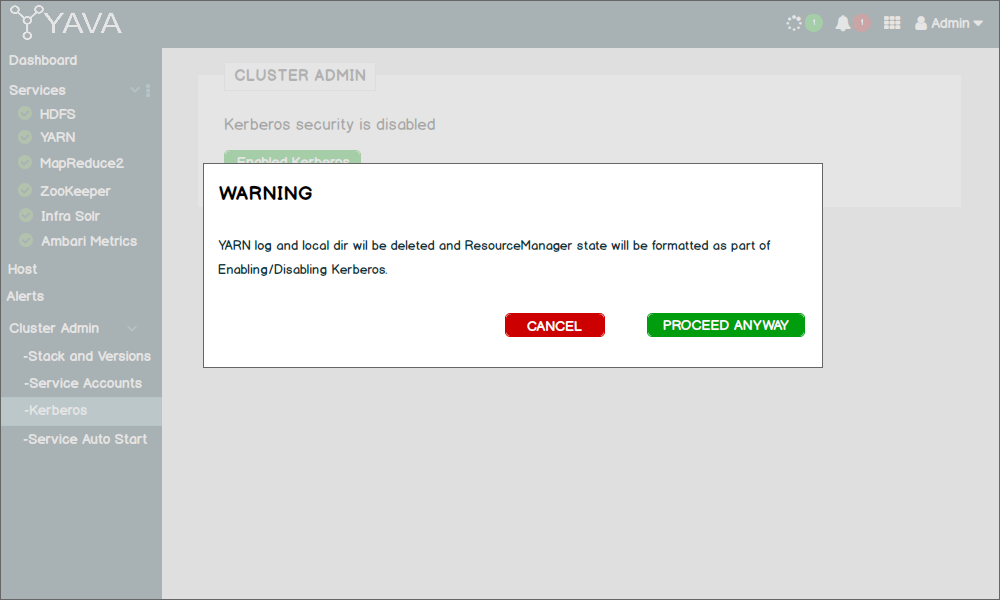 YAVA
1
1
Admin
Dashboard
Services
HDFS
YARN
MapReduce2
ZooKeeper
Infra Solr
Ambari Metrics
Host
Alerts
Cluster Admin
-Stack and Versions
-Service Accounts
-Kerberos
-Service Auto Start
CLUSTER ADMIN
Kerberos security is disabled
Enabled Kerberos
WARNING
YARN log and local dir wil be deleted and ResourceManager state will be formatted as part of
Enabling/Disabling Kerberos.
CANCEL
PROCEED ANYWAY